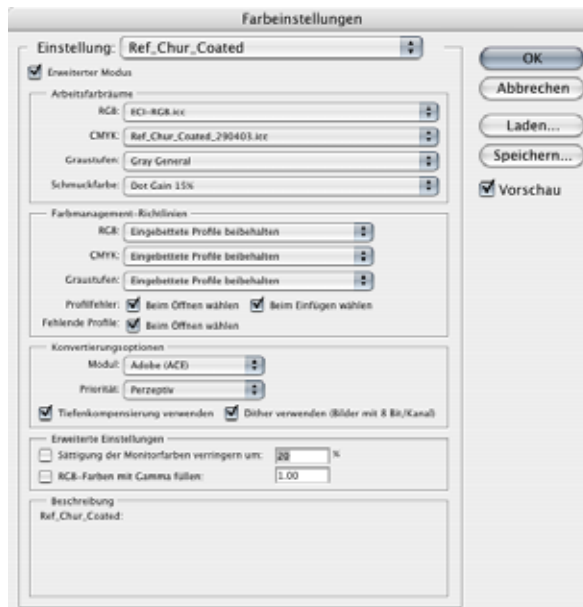 Farbeinstellungen
Einstellung: Ref_Chur_Coated
Erweiterter Modus
Arbeitsfarbräume
RGB: ECI-RGB.icc
CMYK: Ref_Chur_Coated_290403.icc
Graustufen: Gray General
Schmuckfarbe: Dot Gain 15%
Farbmanagement-Richtlinien
RGB: Eingebettete Profile beibehalten
CMYK: Eingebettete Profile beibehalten
Graustufen: Eingebettete Profile beibehalten
Profilfehler: Beim Öffnen wählen Beim Einfügen wählen
Fehlende Profile: Beim Öffnen wählen
Konvertierungsoptionen
Modul: Adobe (ACE)
Priorität: Perzeptiv
Tiefenkompensierung verwenden Dither verwenden (Bilder mit 8 Bit/Kanal)
Erweiterte Einstellungen
Sättigung der Monitorfarben verringern um: 20 %
RGB-Farben mit Gamma füllen: 1.00
Beschreibung
Ref_Chur_Coated:
OK
Abbrechen
Laden...
Speichern...
Vorschau